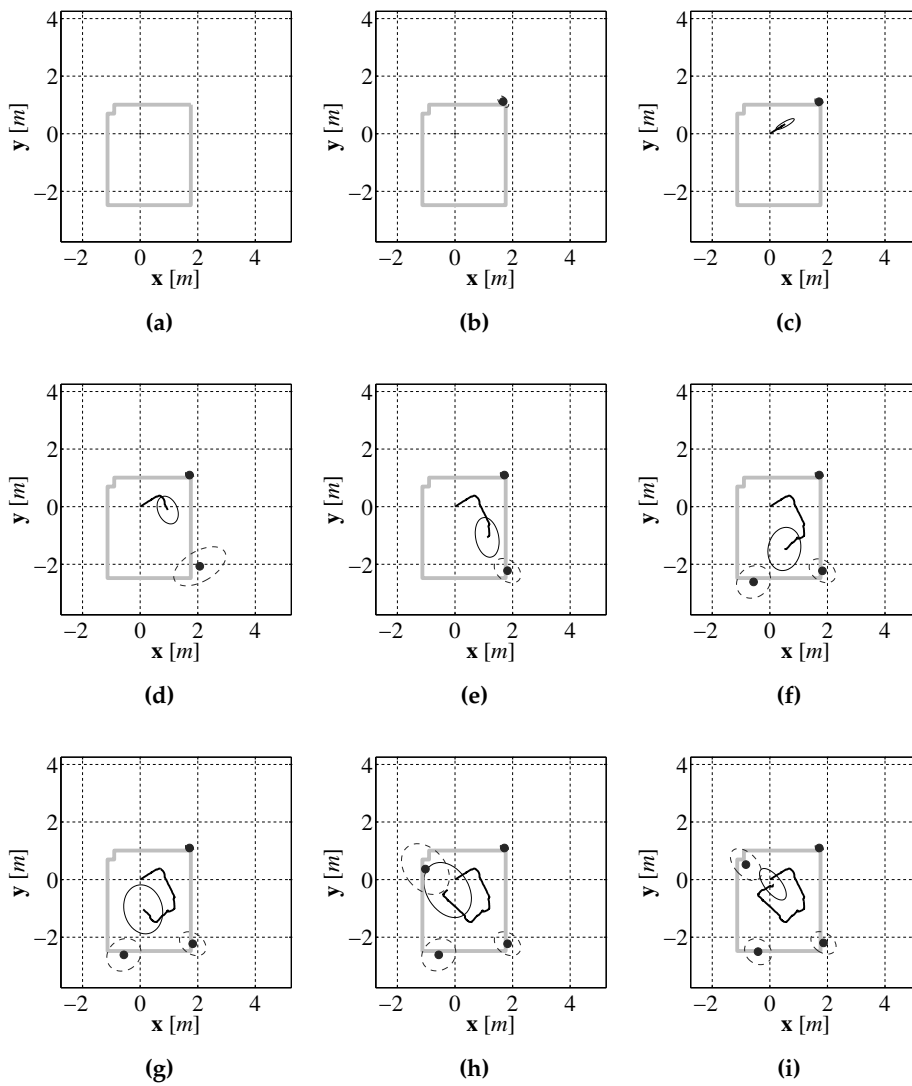 4 4 4
2 2 2
y [m] 0 y [m] 0 y [m] 0
−2 −2 −2
−2 0 2 4 −2 0 2 4 −2 0 2 4
x [m] x [m] x [m]
(a) (b) (c)
4 4 4
2 2 2
y [m] 0 y [m] 0 y [m] 0
−2 −2 −2
−2 0 2 4 −2 0 2 4 −2 0 2 4
x [m] x [m] x [m]
(d) (e) (f)
4 4 4
2 2 2
y [m] 0 y [m] 0 y [m] 0
−2 −2 −2
−2 0 2 4 −2 0 2 4 −2 0 2 4
x [m] x [m] x [m]
(g) (h) (i)